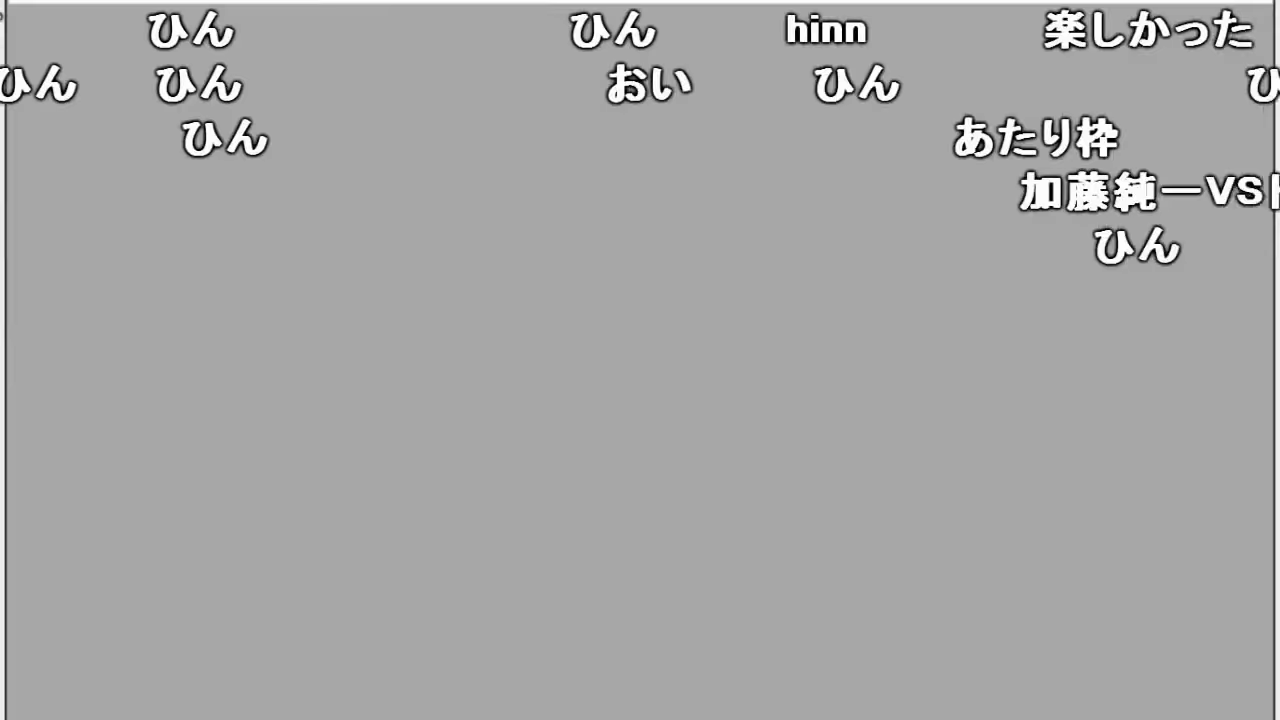 ひん ひん hinn 楽しかった
ひん ひん おい ひん ひ
ひん あたり枠
加藤純一VS
ひん